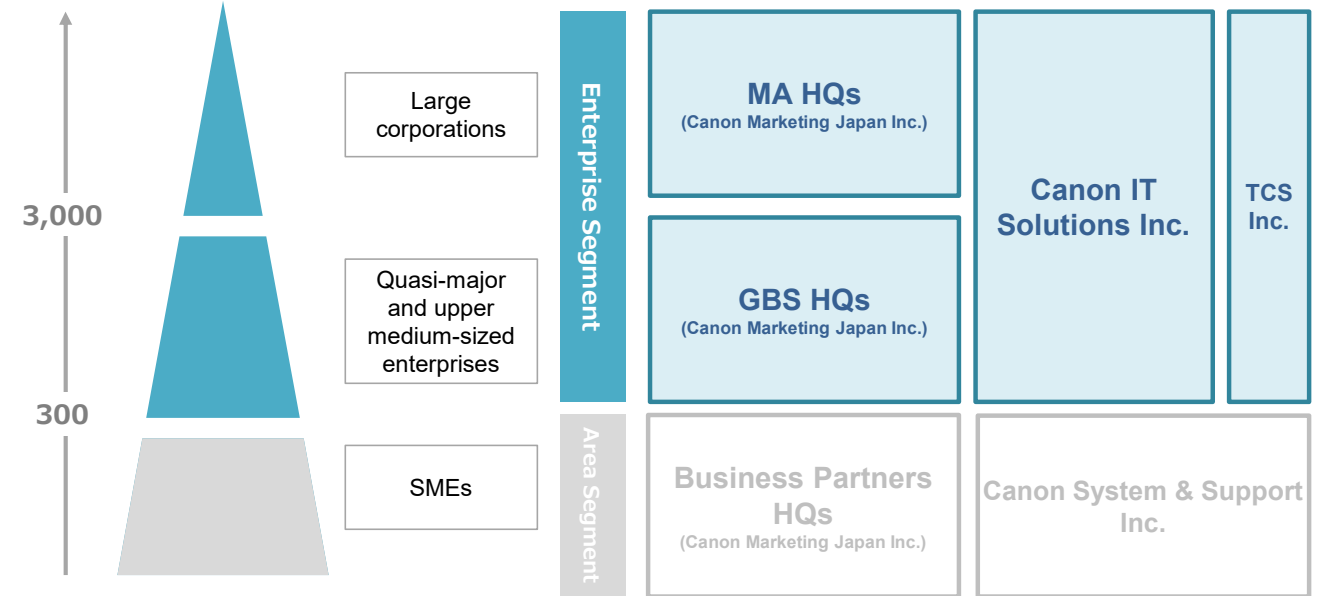 3,000
300
Large
corporations
Quasi-major
and upper
medium-sized
enterprises
SMEs
Enterprise Segment
Area Segment
MA HQs
(Canon Marketing Japan Inc.)
GBS HQs
(Canon Marketing Japan Inc.)
Canon IT
Solutions Inc.
TCS
Inc.
Business Partners
HQs
(Canon Marketing Japan Inc.)
Canon System & Support
Inc.